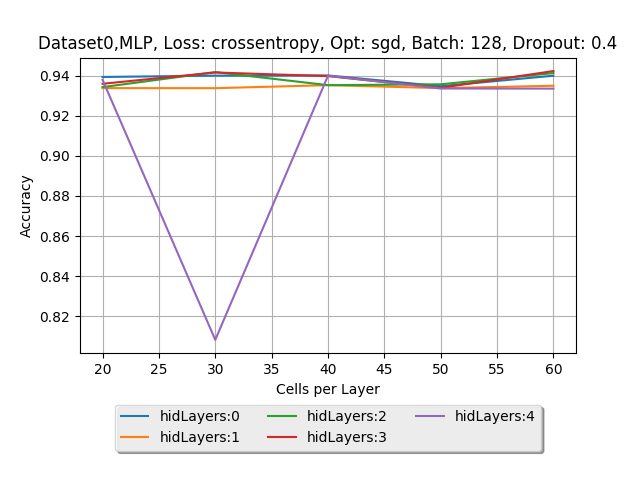 Dataset0,MLP, Loss: crossentropy, Opt: sgd, Batch: 128, Dropout: 0.4
0.94
0.92
0.90
0.88
0.86
0.84
0.82
Accuracy
20 25 30 35 40 45 50 55 60
Cells per Layer
hidLayers:0 hidLayers:2 hidLayers:4
hidLayers:1 hidLayers:3